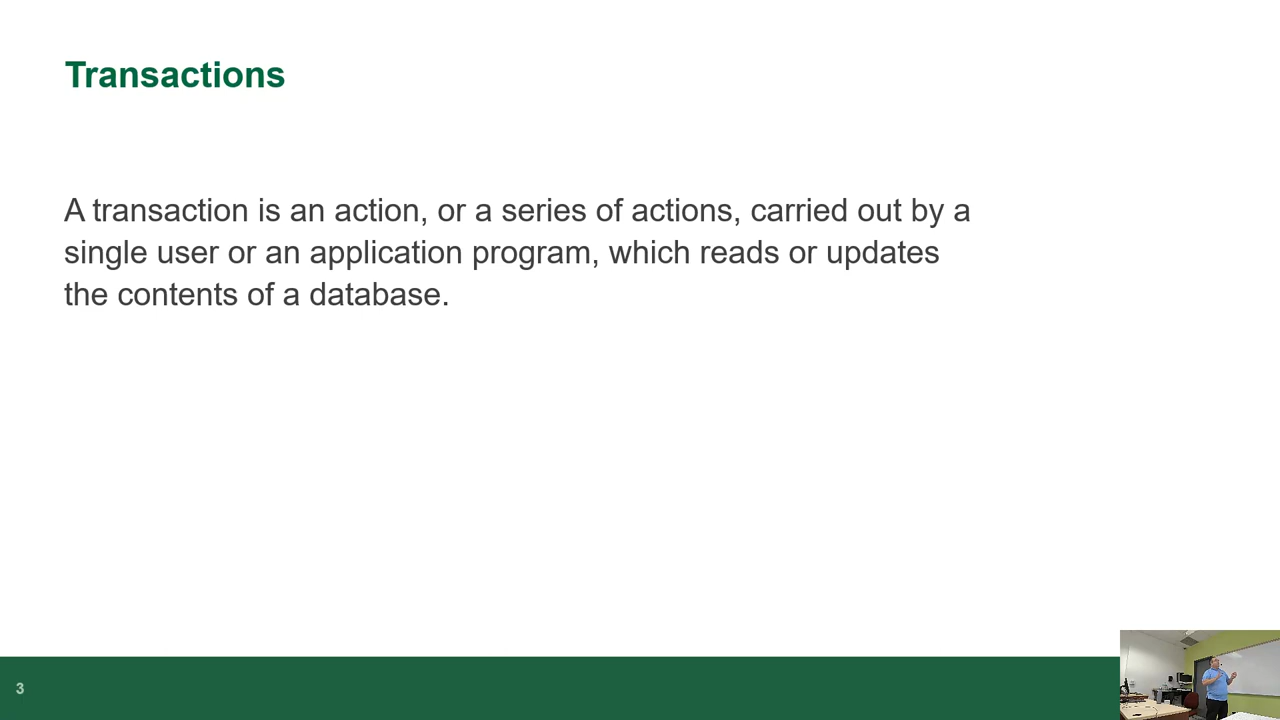 Transactions
A transaction is an action, or a series of actions, carried out by a
single user or an application program, which reads or updates
the contents of a database.
3